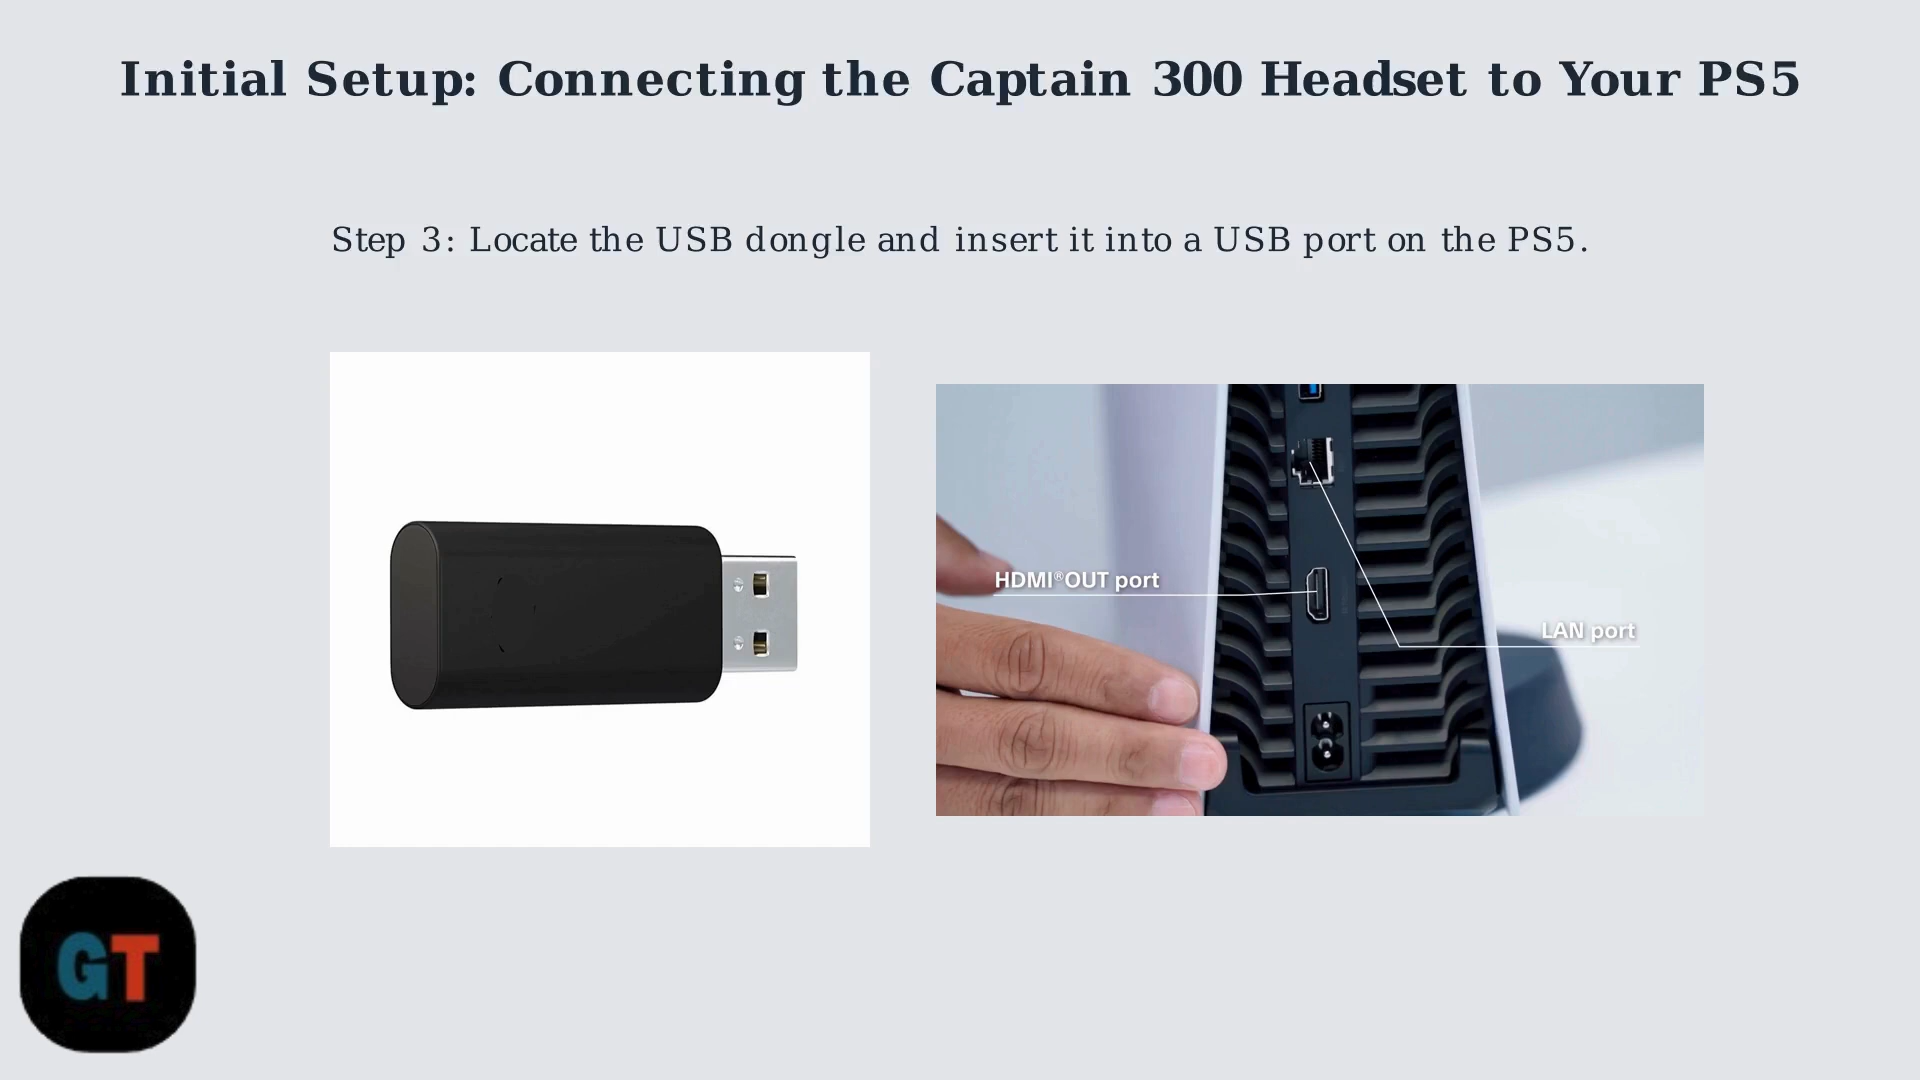 Initial Setup: Connecting the Captain 300 Headset to Your PS5
Step 3: Locate the USB dongle and insert it into a USB port on the PS5.
HDMI®OUT port
LAN port
GT